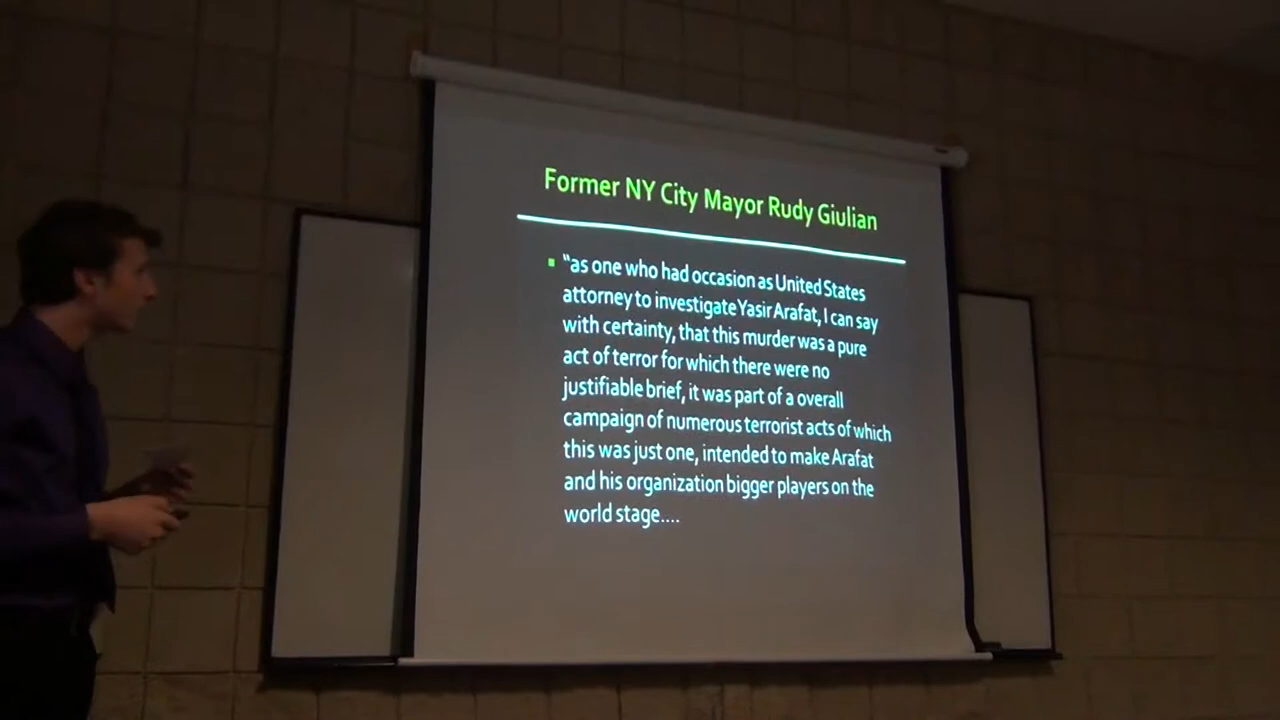 Former NY City Mayor Rudy Giulian
"as one who had occasion as United States
attorney to investigate Yasir Arafat, I can say
with certainty, that this murder was a pure
act of terror for which there were no
justifiable brief, it was part of a overall
campaign of numerous terrorist acts of which
this was just one, intended to make Arafat
and his organization bigger players on the
world stage....